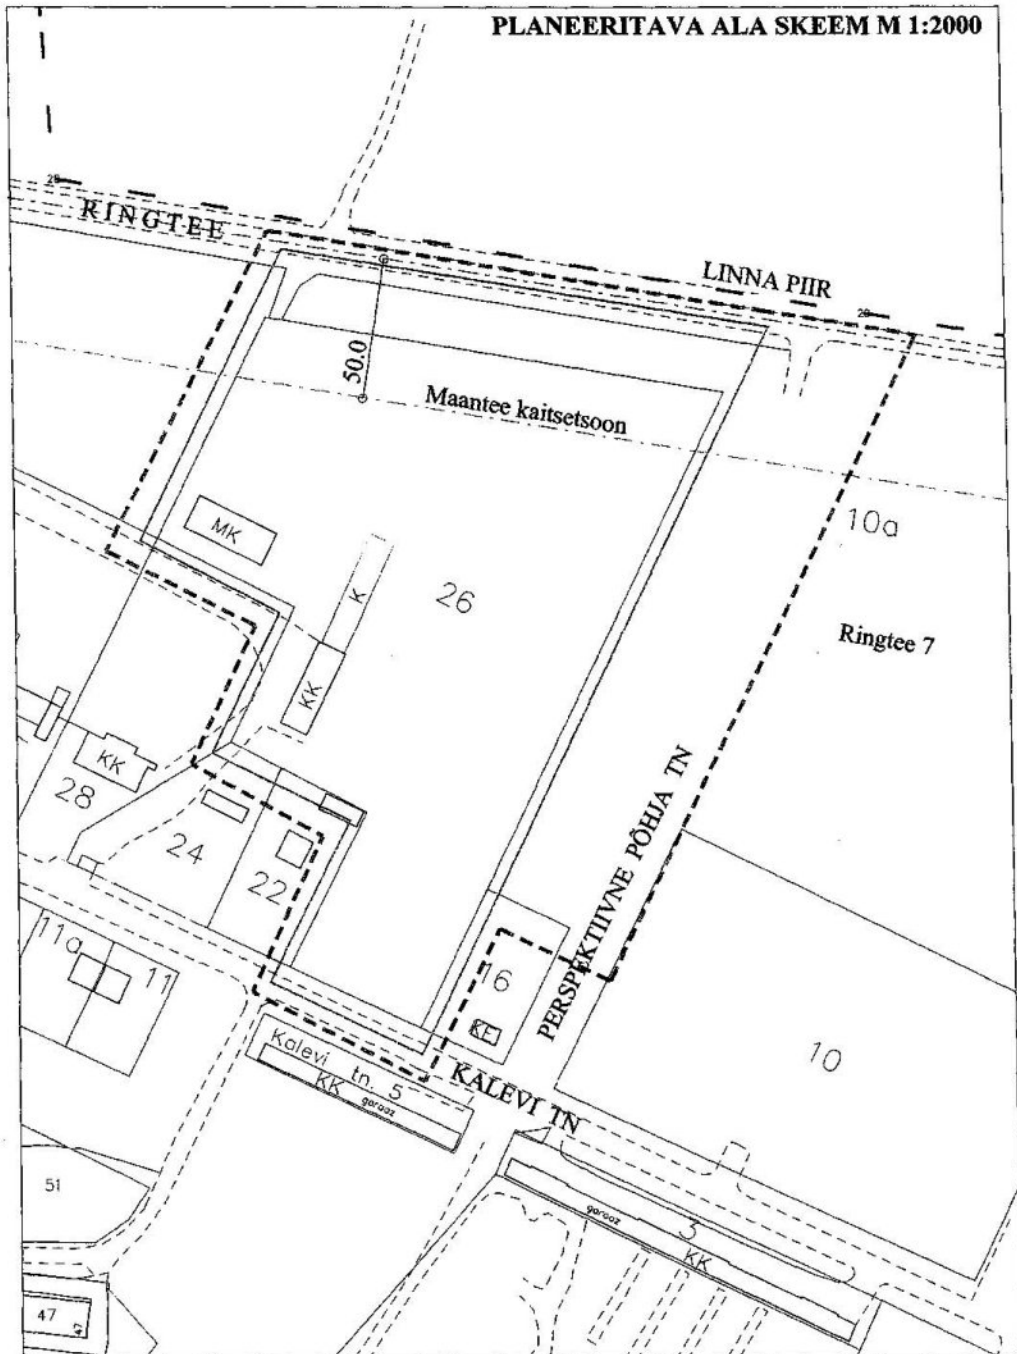 PLANEERITAVA ALA SKEEM M 1:2000
RINGTEE
LINNA PIIR
50.0
Maantee kaitsetsoon
10a
MK
K
26
Ringtee 7
KK
KK
28
24
22
PERSPEKTIIVNE PÕHJA TN
11a
11
16
KE
10
Kalevi tn. 5
KK
garaaz
KALEVI TN
51
garaaz
3
KK
47